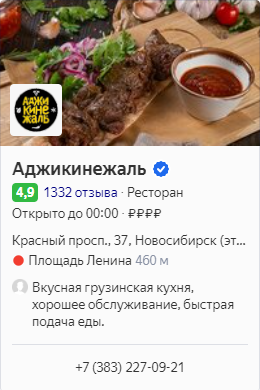 АДЖИ
КИНЕ
ЖАЛЬ
Аджикинежаль
4,9 1332 отзыва · Ресторан
Открыто до 00:00 · ₽₽₽₽
Красный просп., 37, Новосибирск (эт...
Площадь Ленина 460 м
Вкусная грузинская кухня,
хорошее обслуживание, быстрая
подача еды.
+7 (383) 227-09-21